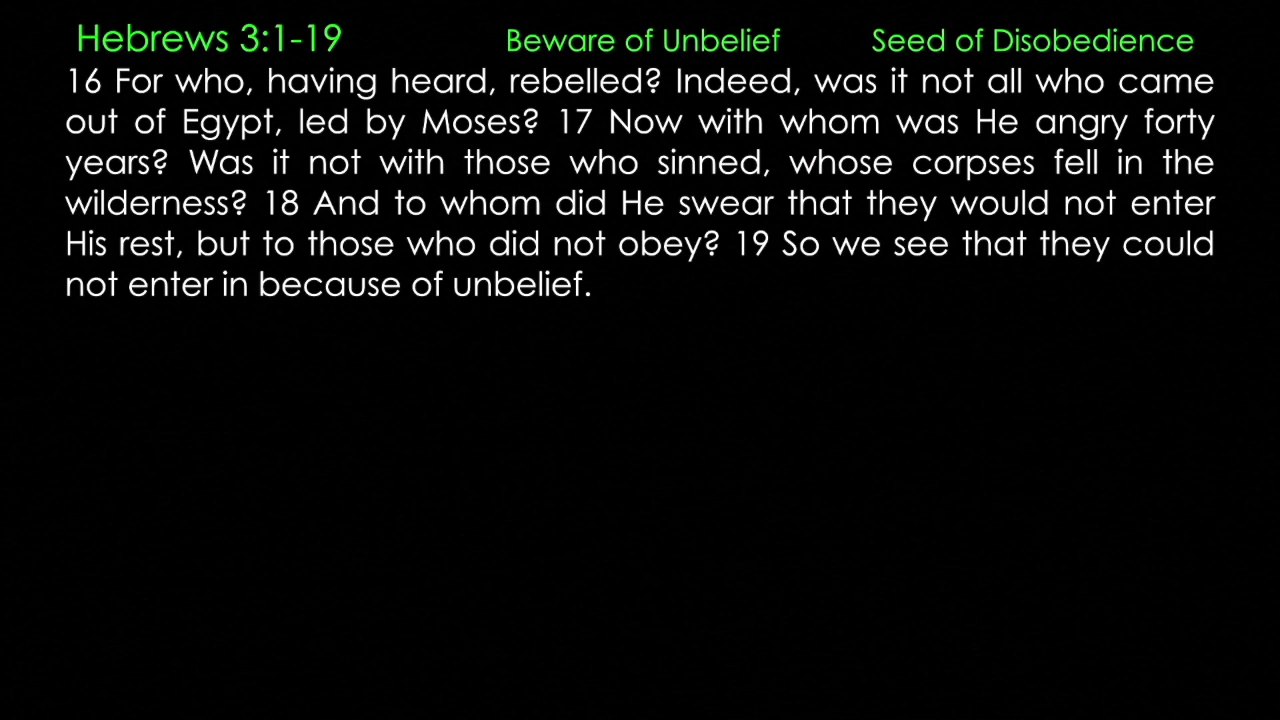 Hebrews 3:1-19 Beware of Unbelief Seed of Disobedience
16 For who, having heard, rebelled? Indeed, was it not all who came
out of Egypt, led by Moses? 17 Now with whom was He angry forty
years? Was it not with those who sinned, whose corpses fell in the
wilderness? 18 And to whom did He swear that they would not enter
His rest, but to those who did not obey? 19 So we see that they could
not enter in because of unbelief.